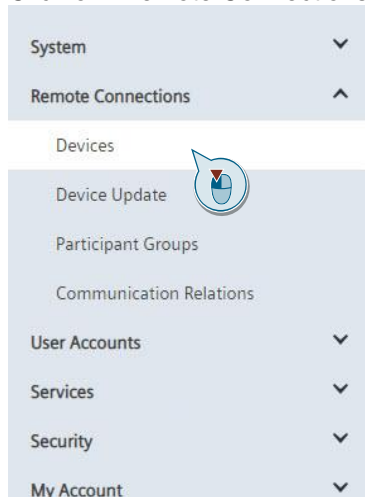 System
Remote Connections
Devices
Device Update
Participant Groups
Communication Relations
User Accounts
Services
Security
My Account